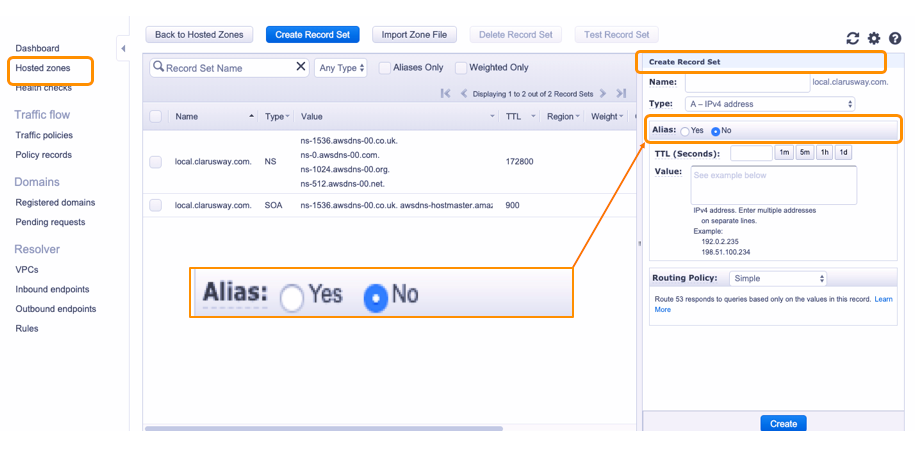 Back to Hosted Zones
Create Record Set
Import Zone File
Delete Record Set
Test Record Set
Dashboard
Hosted zones
Health checks
Traffic flow
Traffic policies
Policy records
Domains
Registered domains
Pending requests
Resolver
VPCs
Inbound endpoints
Outbound endpoints
Rules
Record Set Name
Any Type
Aliases Only
Weighted Only
Displaying 1 to 2 out of 2 Record Sets
Name Type Value TTL Region Weight
local.clarusway.com. NS
ns-1536.awsdns-00.co.uk.
ns-0.awsdns-00.com.
ns-1024.awsdns-00.org.
ns-512.awsdns-00.net.
172800
local.clarusway.com. SOA ns-1536.awsdns-00.co.uk. awsdns-hostmaster.amaz 900
Alias: Yes No
Create Record Set
Name: local.clarusway.com.
Type: A – IPv4 address
Alias: Yes No
TTL (Seconds): 1m 5m 1h 1d
Value: See example below
IPv4 address. Enter multiple addresses
on separate lines.
Example:
192.0.2.235
198.51.100.234
Routing Policy: Simple
Route 53 responds to queries based only on the values in this record. Learn
More
Create